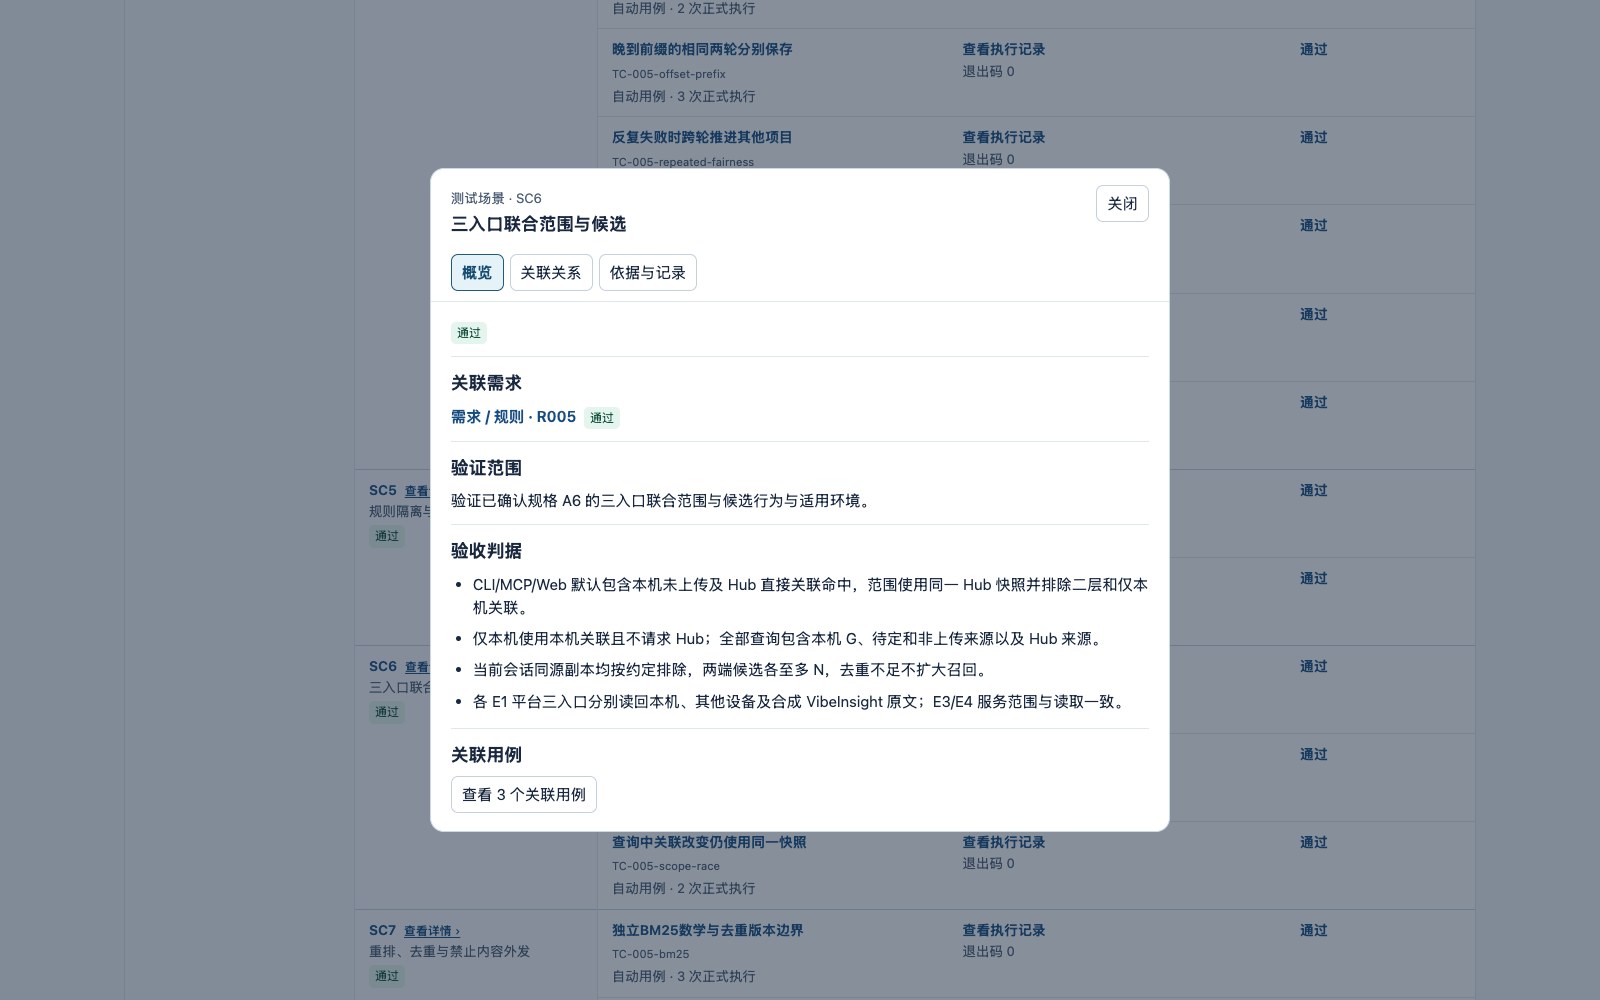 自动用例 · 2 次正式执行
晚到前缀的相同两轮分别保存
查看执行记录
通过
TC-005-offset-prefix
退出码 0
自动用例 · 3 次正式执行
反复失败时跨轮推进其他项目
查看执行记录
通过
TC-005-repeated-fairness
退出码 0
测试场景 · SC6
关闭
三入口联合范围与候选
概览
关联关系
依据与记录
通过
关联需求
需求 / 规则 · R005 通过
验证范围
验证已确认规格 A6 的三入口联合范围与候选行为与适用环境。
验收判据
• CLI/MCP/Web 默认包含本机未上传及 Hub 直接关联命中，范围使用同一 Hub 快照并排除二层和仅本
机关联。
• 仅本机使用本机关联且不请求 Hub；全部查询包含本机 G、待定和非上传来源以及 Hub 来源。
• 当前会话同源副本均按约定排除，两端候选各至多 N，去重不足不扩大召回。
• 各 E1 平台三入口分别读回本机、其他设备及合成 VibeInsight 原文；E3/E4 服务范围与读取一致。
关联用例
查看 3 个关联用例
通过
通过
通过
SC5 查看
规则隔离与
通过
通过
通过
SC6 查看
三入口联合
通过
通过
通过
查询中关联改变仍使用同一快照
查看执行记录
通过
TC-005-scope-race
退出码 0
自动用例 · 2 次正式执行
SC7 查看详情 ›
重排、去重与禁止内容外发
通过
独立BM25数学与去重版本边界
查看执行记录
通过
TC-005-bm25
退出码 0
自动用例 · 3 次正式执行